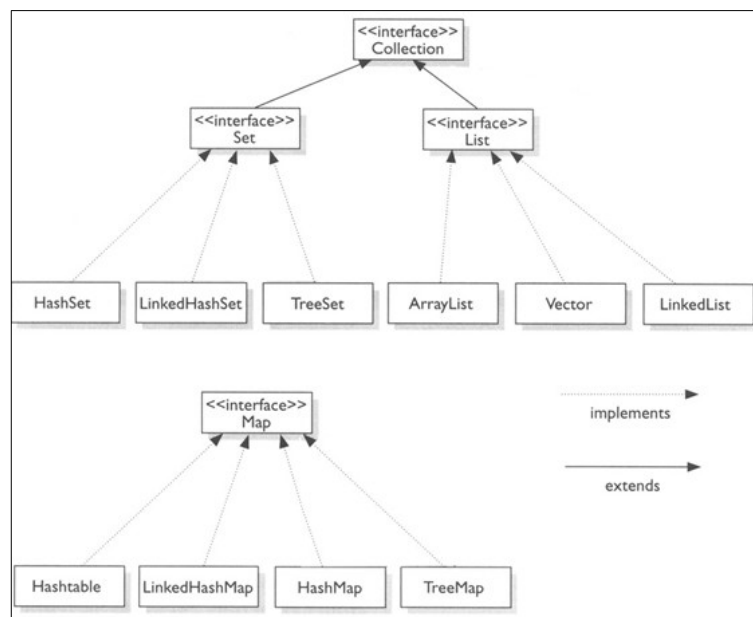 <<interface>>
Collection
<<interface>>
Set
<<interface>>
List
HashSet
LinkedHashSet
TreeSet
ArrayList
Vector
LinkedList
<<interface>>
Map
implements
extends
Hashtable
LinkedHashMap
HashMap
TreeMap